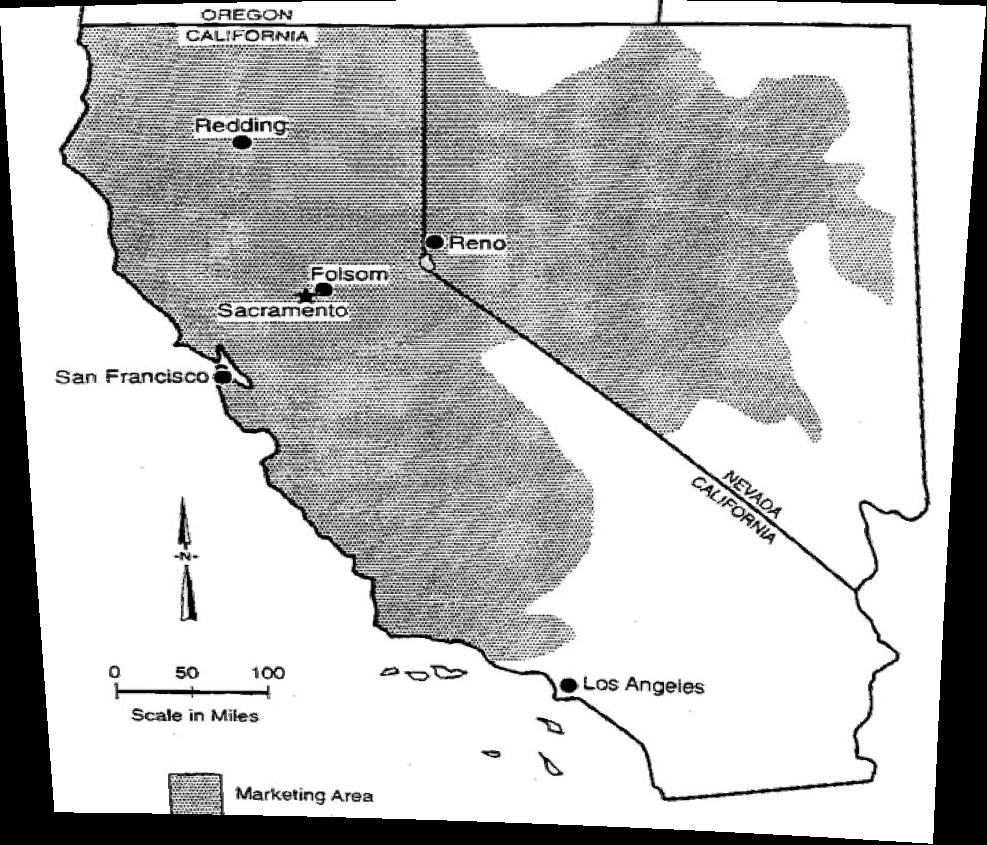 OREGON
CALIFORNIA
Redding
Reno
Folsom
Sacramento
San Francisco
NEVADA
CALIFORNIA
-N-
0 50 100
Scale in Miles
Los Angeles
Marketing Area